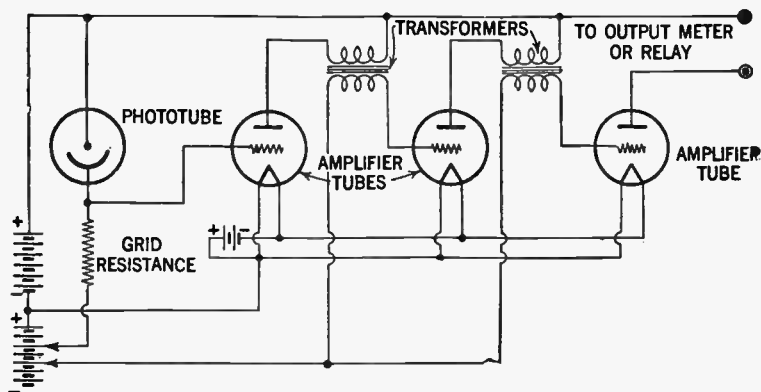 TRANSFORMERS
TO OUTPUT METER
OR RELAY
PHOTOTUBE
AMPLIFIER
TUBES
AMPLIFIER
TUBE
+ -
GRID
RESISTANCE
+
-
+
-